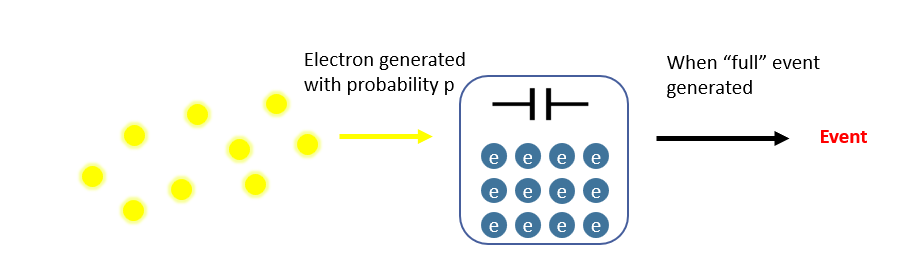 Electron generated
with probability p
When “full” event
generated
Event
e e e e
e e e e
e e e e